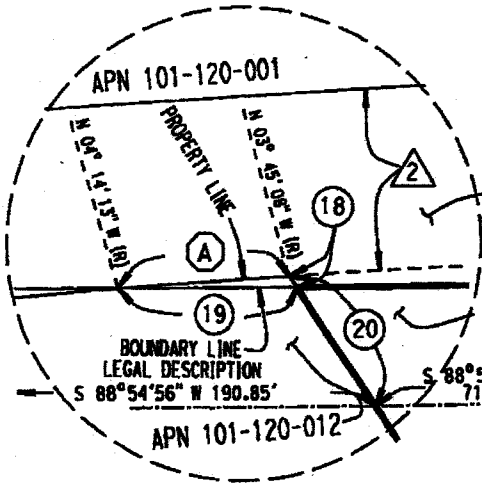 APN 101-120-001
N 04° 14' 13" W (R)
PROPERTY LINE
N 03° 45' 06" W (R)
2
18
A
19
20
BOUNDARY LINE
LEGAL DESCRIPTION
S 88°54'56" W 190.85'
S 88°5
71
APN 101-120-012